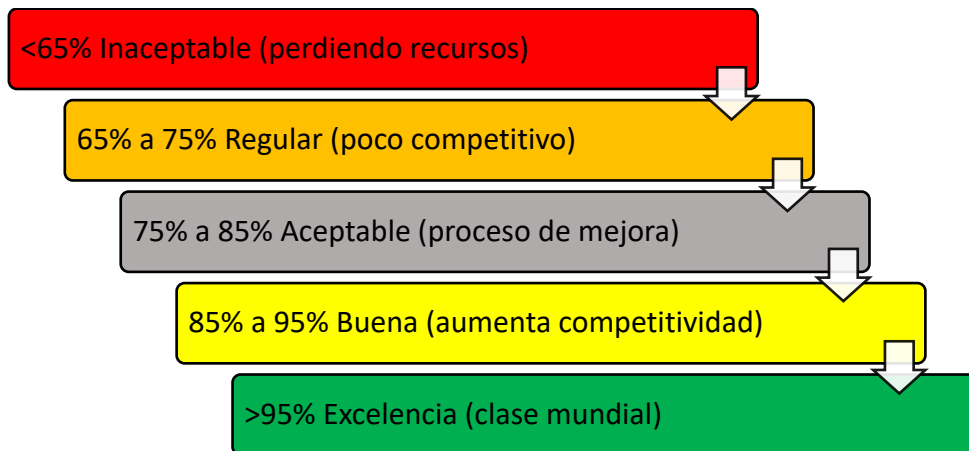 <65% Inaceptable (perdiendo recursos)
65% a 75% Regular (poco competitivo)
75% a 85% Aceptable (proceso de mejora)
85% a 95% Buena (aumenta competitividad)
>95% Excelencia (clase mundial)